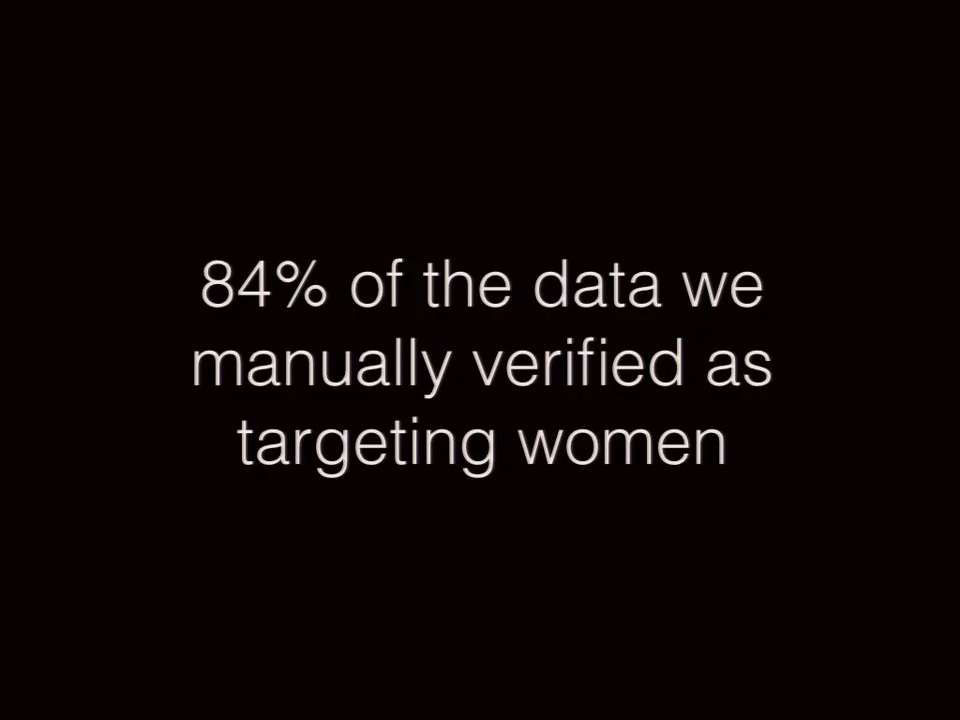 84% of the data we
manually verified as
targeting women